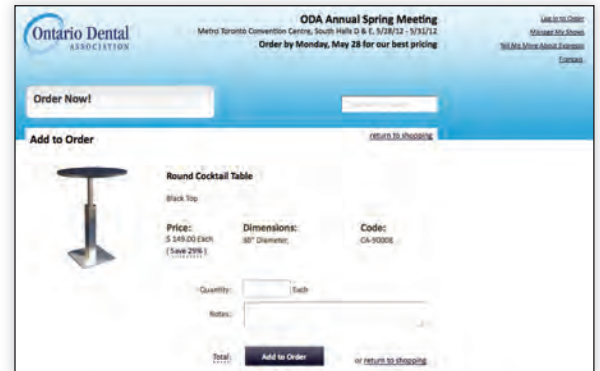 Ontario Dental
ASSOCIATION
ODA Annual Spring Meeting
Metro Toronto Convention Centre, South Halls D & E, 5/28/12 - 5/31/12
Order by Monday, May 28 for our best pricing
Log In to Order
Manage My Shows
Tell Me More About Expresso
Français
Order Now!
Add to Order
return to shopping
Round Cocktail Table
Black Top
Price:
Dimensions:
Code:
$ 149.00 Each
30" Diameter,
( Save 29% )
Quantity:
Each
Notes:
Total:
Add to Order
or return to shopping